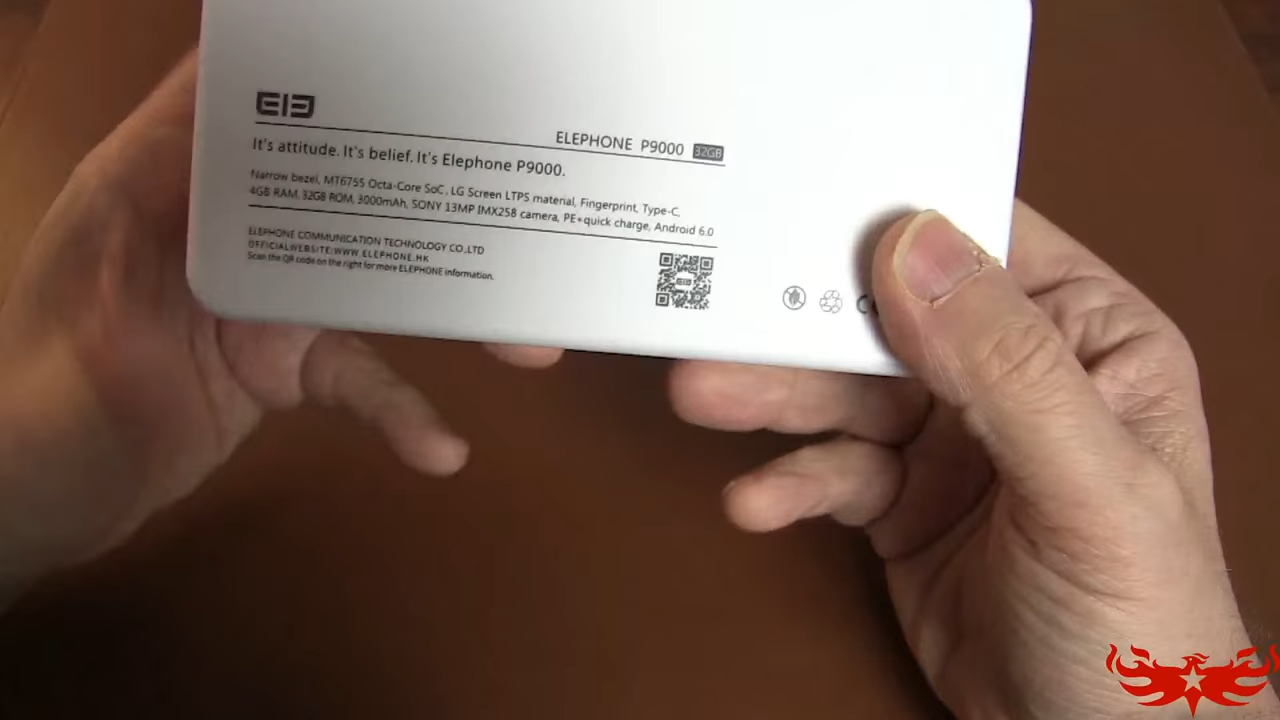 ELEPHONE P9000 32GB
It's attitude. It's belief. It's Elephone P9000.
Narrow bezel, MT6755 Octa-Core SoC, LG Screen LTPS material, Fingerprint, Type-C,
4GB RAM, 32GB ROM, 3000mAh, SONY 13MP IMX258 camera, PE+quick charge, Android 6.0
ELEPHONE COMMUNICATION TECHNOLOGY CO.,LTD
OFFICIALWEBSITE:WWW.ELEPHONE.HK
Scan the QR code on the right for more ELEPHONE information.